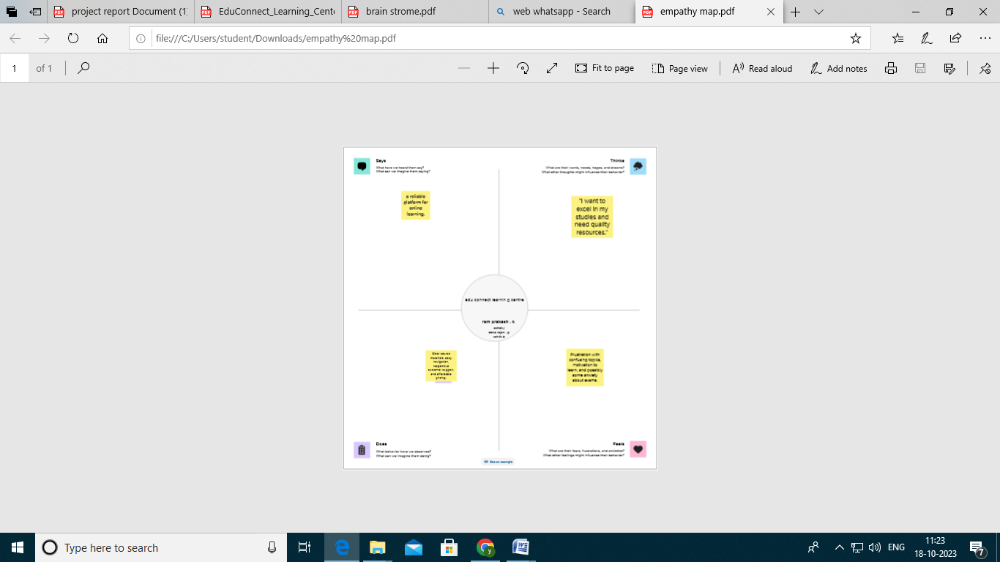 project report Document (1)
EduConnect_Learning_Cent
brain strome.pdf
web whatsapp - Search
empathy map.pdf
file:///C:/Users/student/Downloads/empathy%20map.pdf
1 of 1
Fit to page
Page view
Read aloud
Add notes
Says
What have we heard them say?
What can we imagine them saying?
Thinks
What are their wants, needs, hopes, and dreams?
What other thoughts might influence their behavior?
a reliable
platform for
online
learning.
"I want to
excel in my
studies and
need quality
resources."
edu connect learnin g centre
ram prakash . k
materials, easy
navigation,
responsive
customer support,
and affordable
pricing.
Frustration with
confusing topics,
motivation to
learn, and possibly
some anxiety
about exams.
Does
What behavior have we observed?
What can we imagine them doing?
Feels
What are their fears, frustrations, and anxieties?
What other feelings might influence their behavior?
See an example
Type here to search
ENG
11:23
18-10-2023
7